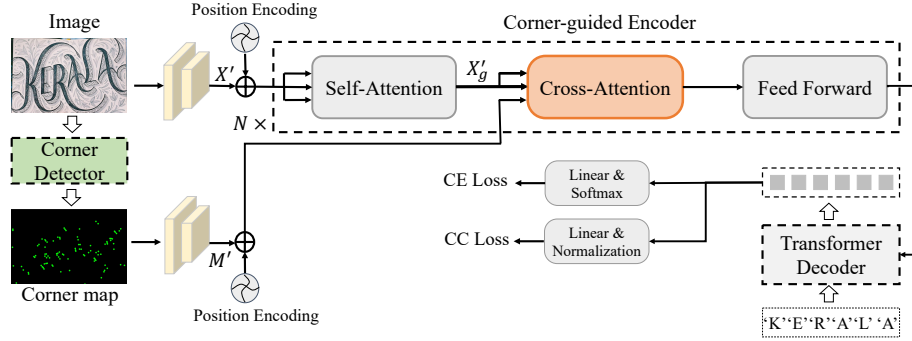 Image
Position Encoding
Corner-guided Encoder
KERALA
X′
Self-Attention
X′g
Cross-Attention
Feed Forward
N ×
Corner
Detector
CE Loss
Linear &
Softmax
CC Loss
Linear &
Normalization
Transformer
Decoder
M′
Corner map
Position Encoding
‘K’‘E’‘R’‘A’‘L’ ‘A’